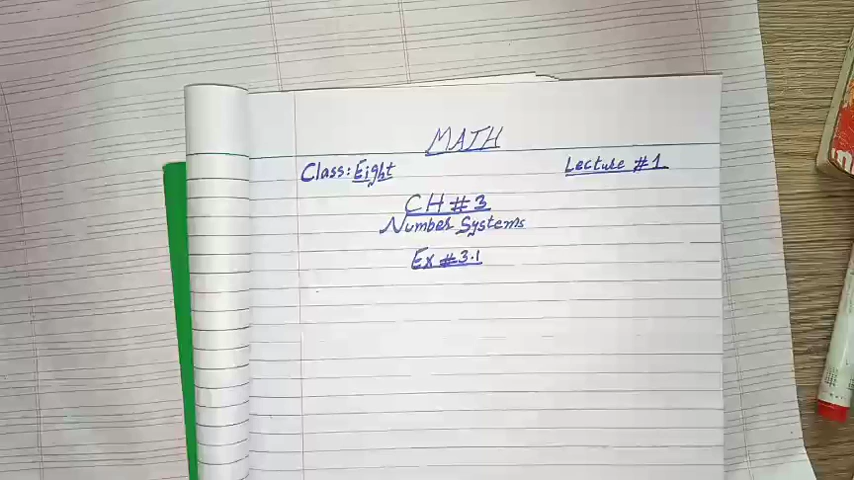 MATH
Class: Eight
Lecture #1
CH #3
Number Systems
Ex #3.1